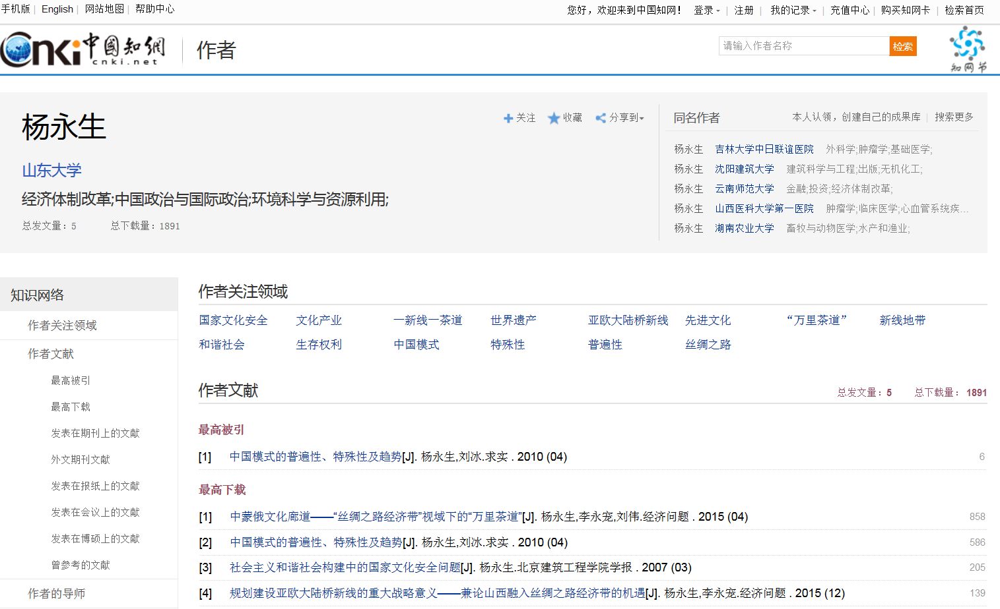 手机版 | English | 网站地图 | 帮助中心
您好，欢迎来到中国知网！ 登录 | 注册 | 我的记录 | 充值中心 | 购买知网卡 | 检索首页
Cnki 中國知網
cnki.net
作者
请输入作者名称
检索
知网节
杨永生
关注 收藏 分享到
山东大学
经济体制改革;中国政治与国际政治;环境科学与资源利用;
总发文量：5 总下载量：1891
同名作者 本人认领，创建自己的成果库 | 搜索更多
杨永生 吉林大学中日联谊医院 外科学;肿瘤学;基础医学;
杨永生 沈阳建筑大学 建筑科学与工程;出版;无机化工;
杨永生 云南师范大学 金融;投资;经济体制改革;
杨永生 山西医科大学第一医院 肿瘤学;临床医学;心血管系统疾...
杨永生 湖南农业大学 畜牧与动物医学;水产和渔业;
知识网络
作者关注领域
作者文献
最高被引
最高下载
发表在期刊上的文献
外文期刊文献
发表在报纸上的文献
发表在会议上的文献
发表在博硕上的文献
曾参考的文献
作者的导师
作者关注领域
国家文化安全 文化产业 一新线一茶道 世界遗产 亚欧大陆桥新线 先进文化 “万里茶道” 新线地带
和谐社会 生存权利 中国模式 特殊性 普遍性 丝绸之路
作者文献 总发文量：5 总下载量：1891
最高被引
[1] 中国模式的普遍性、特殊性及趋势[J]. 杨永生,刘冰.求实 . 2010 (04) 6
最高下载
[1] 中蒙俄文化廊道——“丝绸之路经济带”视域下的“万里茶道”[J]. 杨永生,李永宠,刘伟.经济问题 . 2015 (04) 858
[2] 中国模式的普遍性、特殊性及趋势[J]. 杨永生,刘冰.求实 . 2010 (04) 586
[3] 社会主义和谐社会构建中的国家文化安全问题[J]. 杨永生.北京建筑工程学院学报 . 2007 (03) 205
[4] 规划建设亚欧大陆桥新线的重大战略意义——兼论山西融入丝绸之路经济带的机遇[J]. 杨永生,李永宠.经济问题 . 2015 (12) 139